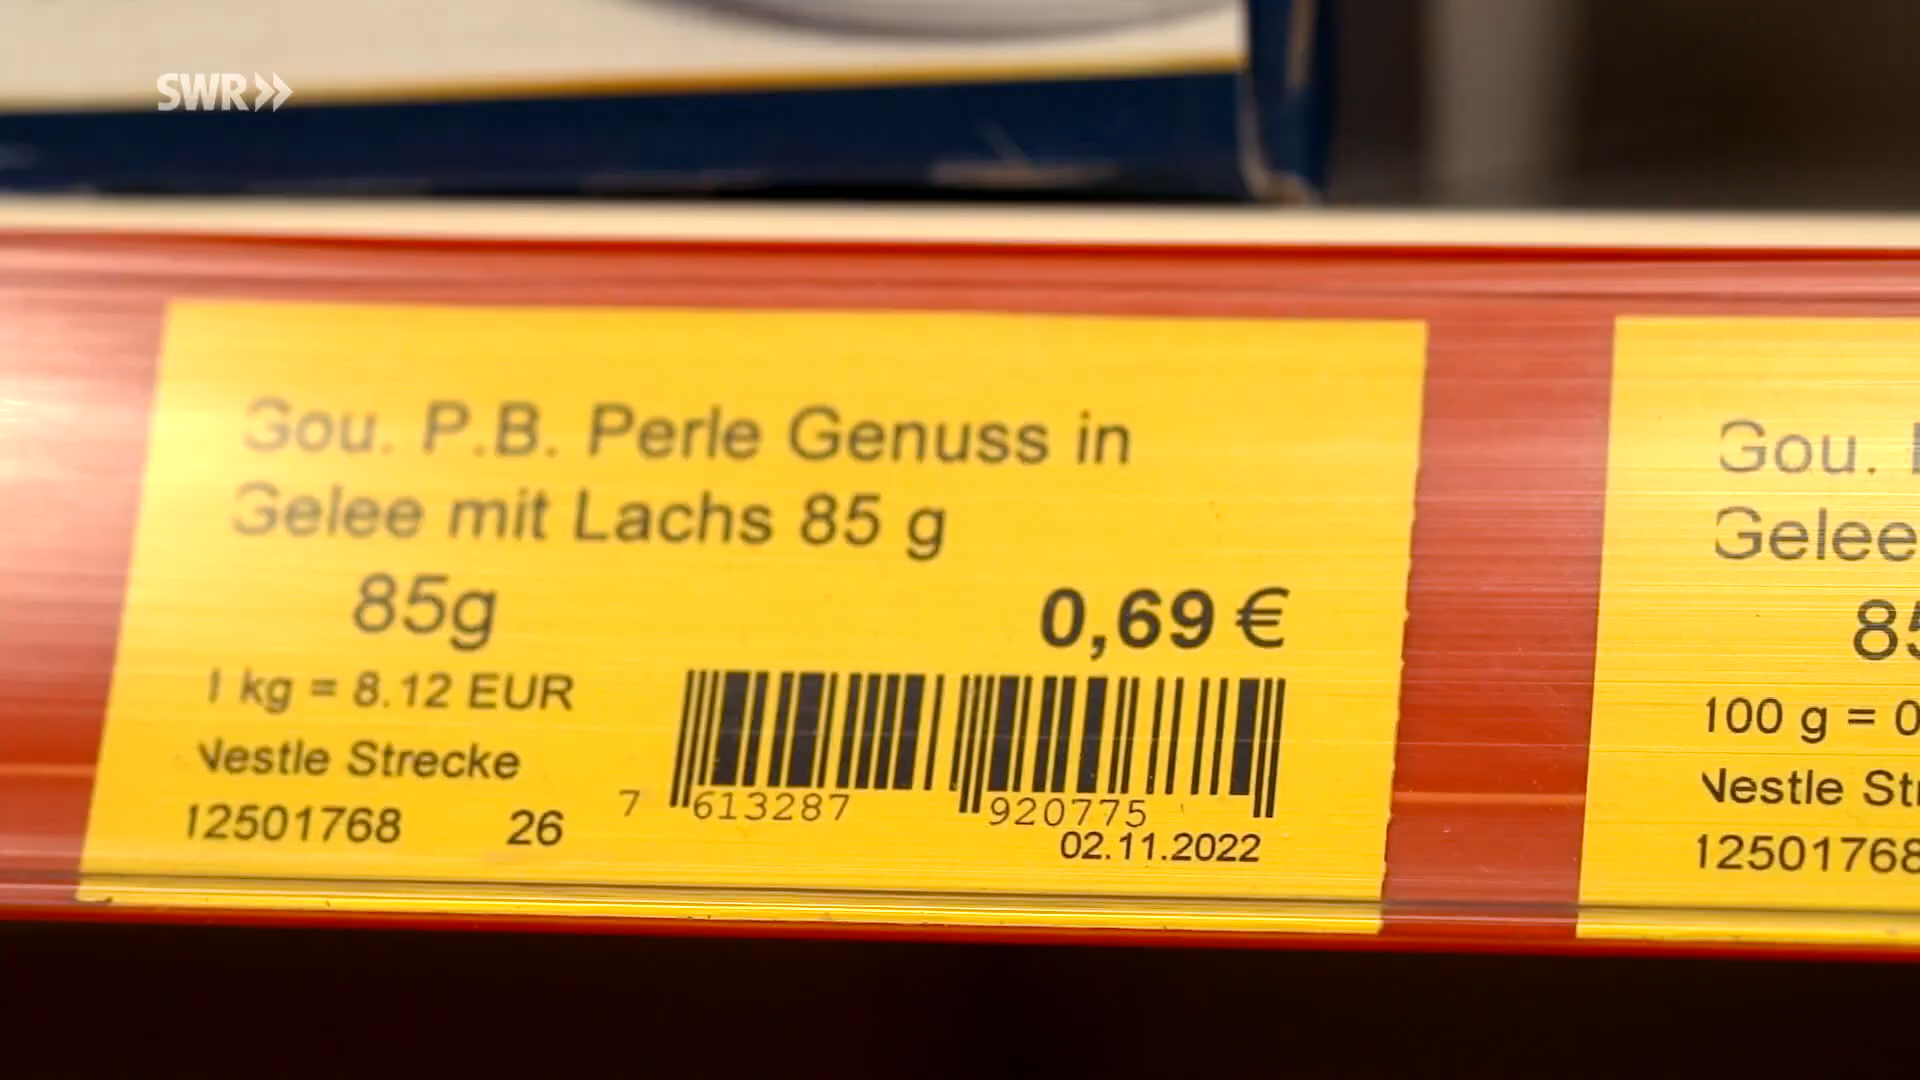 SWR
Gou. P.B. Perle Genuss in
Gelee mit Lachs 85 g
85g
0,69 €
1 kg = 8.12 EUR
Nestle Strecke
12501768 26
7 613287 920775
02.11.2022
Gou.
Gelee
85
100 g = 0
Nestle St
12501768